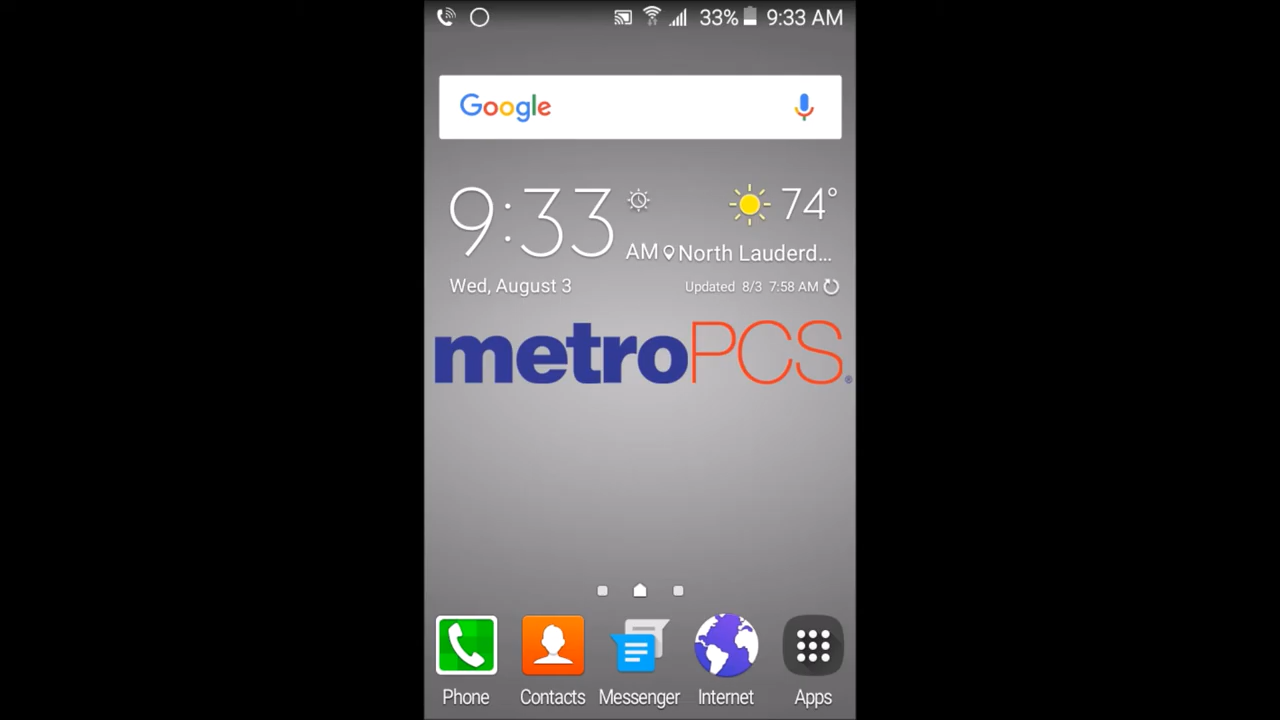 33% 9:33 AM
Google
9:33 AM
74°
North Lauderd...
Wed, August 3
Updated 8/3 7:58 AM
metroPCS®
Phone Contacts Messenger Internet Apps